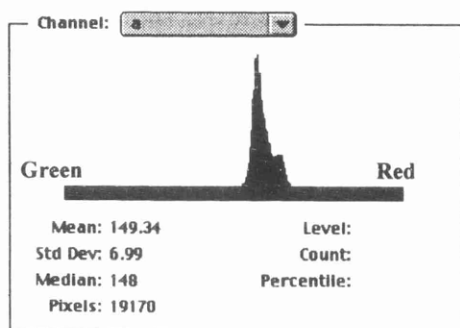 Channel: a
Green Red
Mean: 149.34 Level:
Std Dev: 6.99 Count:
Median: 148 Percentile:
Pixels: 19170